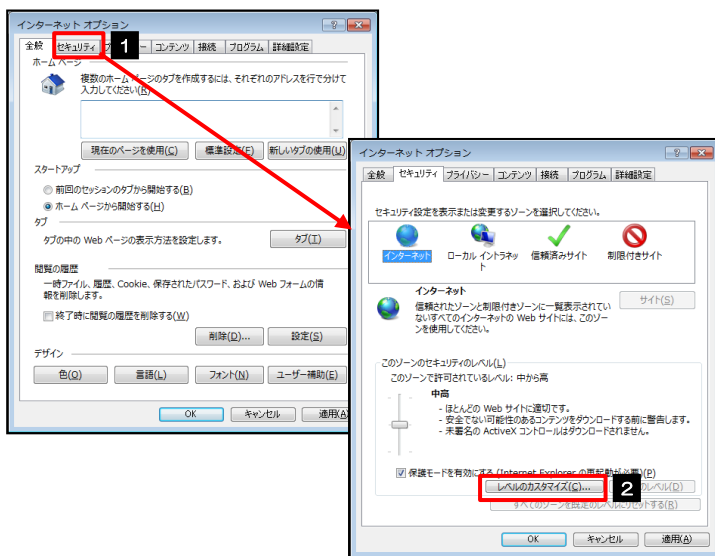 インターネット オプション
全般 セキュリティ 1 コンテンツ 接続 プログラム 詳細設定
ホーム ページ
複数のホーム ページのタブを作成するには、それぞれのアドレスを行で分けて
入力してください(R)
現在のページを使用(C) 標準設定(F) 新しいタブの使用(U)
スタートアップ
前回のセッションのタブから開始する(B)
ホーム ページから開始する(H)
タブ
タブの中の Web ページの表示方法を設定します。 タブ(T)
閲覧の履歴
一時ファイル、履歴、Cookie、保存されたパスワード、および Web フォームの情
報を削除します。
終了時に閲覧の履歴を削除する(W)
削除(D)... 設定(S)
デザイン
色(O) 言語(L) フォント(N) ユーザー補助(E)
OK キャンセル 適用(A)
インターネット オプション
全般 セキュリティ プライバシー コンテンツ 接続 プログラム 詳細設定
セキュリティ設定を表示または変更するゾーンを選択してください。
インターネット ローカル イントラネッ 信頼済みサイト 制限付きサイト
ト
インターネット
信頼されたゾーンと制限付きゾーンに一覧表示されてい サイト(S)
ないすべてのインターネットの Web サイトには、このゾー
ンを使用してください。
このゾーンのセキュリティのレベル(L)
このゾーンで許可されているレベル: 中から高
中高
- ほとんどの Web サイトに適切です。
- 安全でない可能性のあるコンテンツをダウンロードする前に警告します。
- 未署名の ActiveX コントロールはダウンロードされません。
保護モードを有効にする (Internet Explorer の再起動が必要)(P)
レベルのカスタマイズ(C)... 2 のレベル(D)
すべてのゾーンを既定のレベルにリセットする(R)
OK キャンセル 適用(A)